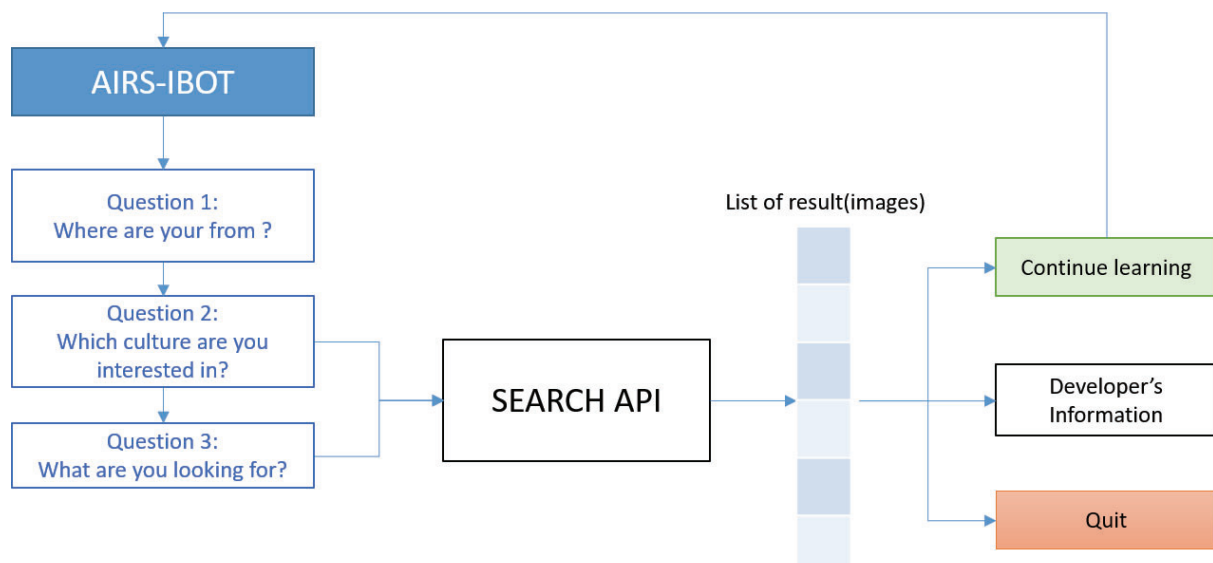 AIRS-IBOT
Question 1:
Where are your from ?
Question 2:
Which culture are you
interested in?
Question 3:
What are you looking for?
SEARCH API
List of result(images)
Continue learning
Developer’s
Information
Quit